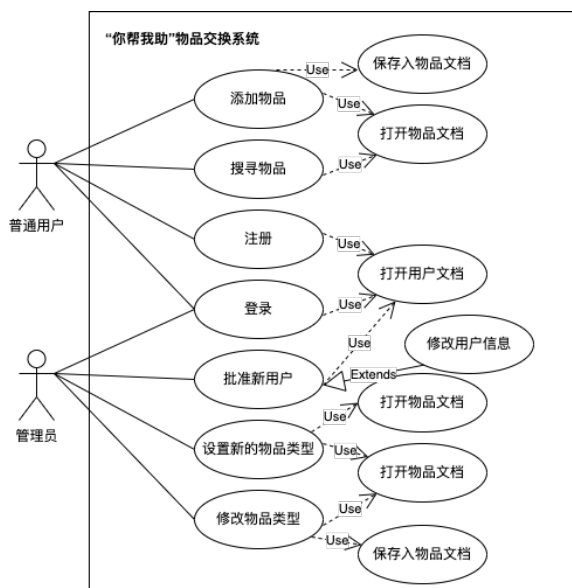 “你帮我助”物品交换系统
保存入物品文档
Use
添加物品
Use
打开物品文档
搜寻物品
Use
普通用户
注册
Use
打开用户文档
登录
Use
Use
修改用户信息
批准新用户
Extends
打开物品文档
管理员
Use
设置新的物品类型
Use
打开物品文档
Use
修改物品类型
Use
保存入物品文档